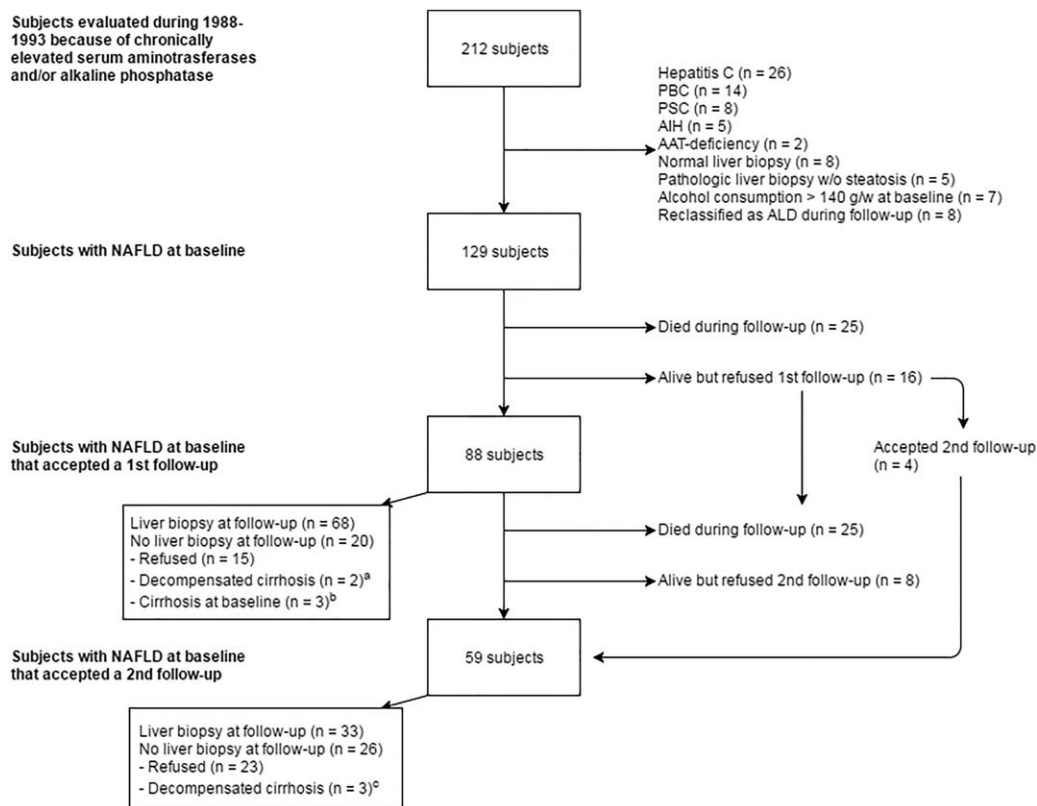 Subjects evaluated during 1988-
1993 because of chronically
elevated serum aminotrasferases
and/or alkaline phosphatase
212 subjects
Hepatitis C (n = 26)
PBC (n = 14)
PSC (n = 8)
AIH (n = 5)
AAT-deficiency (n = 2)
Normal liver biopsy (n = 8)
Pathologic liver biopsy w/o steatosis (n = 5)
Alcohol consumption > 140 g/w at baseline (n = 7)
Reclassified as ALD during follow-up (n = 8)
Subjects with NAFLD at baseline
129 subjects
Died during follow-up (n = 25)
Alive but refused 1st follow-up (n = 16)
Accepted 2nd follow-up
(n = 4)
Subjects with NAFLD at baseline
that accepted a 1st follow-up
88 subjects
Liver biopsy at follow-up (n = 68)
No liver biopsy at follow-up (n = 20)
- Refused (n = 15)
- Decompensated cirrhosis (n = 2)a
- Cirrhosis at baseline (n = 3)b
Died during follow-up (n = 25)
Alive but refused 2nd follow-up (n = 8)
Subjects with NAFLD at baseline
that accepted a 2nd follow-up
59 subjects
Liver biopsy at follow-up (n = 33)
No liver biopsy at follow-up (n = 26)
- Refused (n = 23)
- Decompensated cirrhosis (n = 3)c